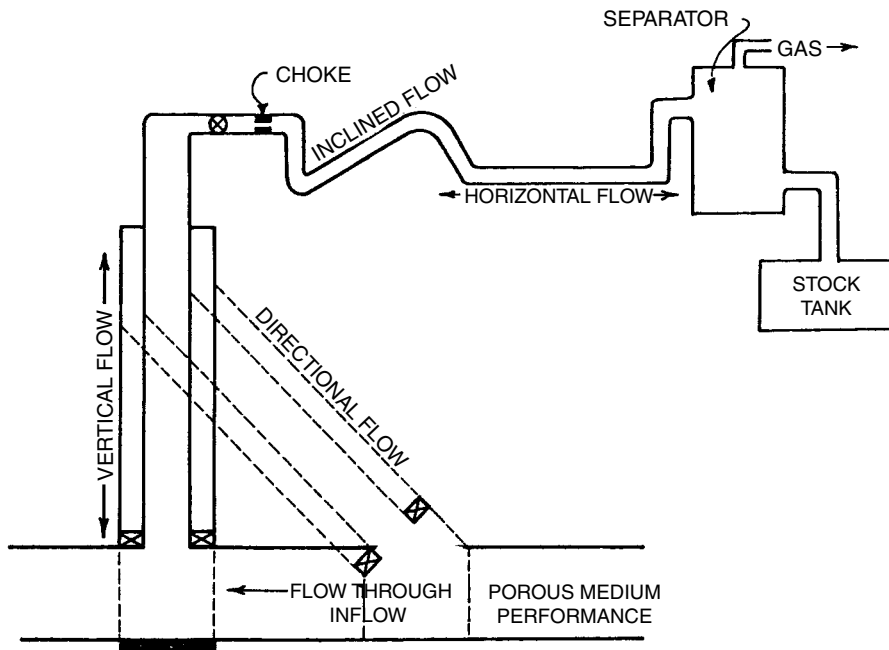 SEPARATOR
GAS
CHOKE
INCLINED FLOW
HORIZONTAL FLOW
STOCK
TANK
VERTICAL FLOW
DIRECTIONAL FLOW
FLOW THROUGH
INFLOW
POROUS MEDIUM
PERFORMANCE